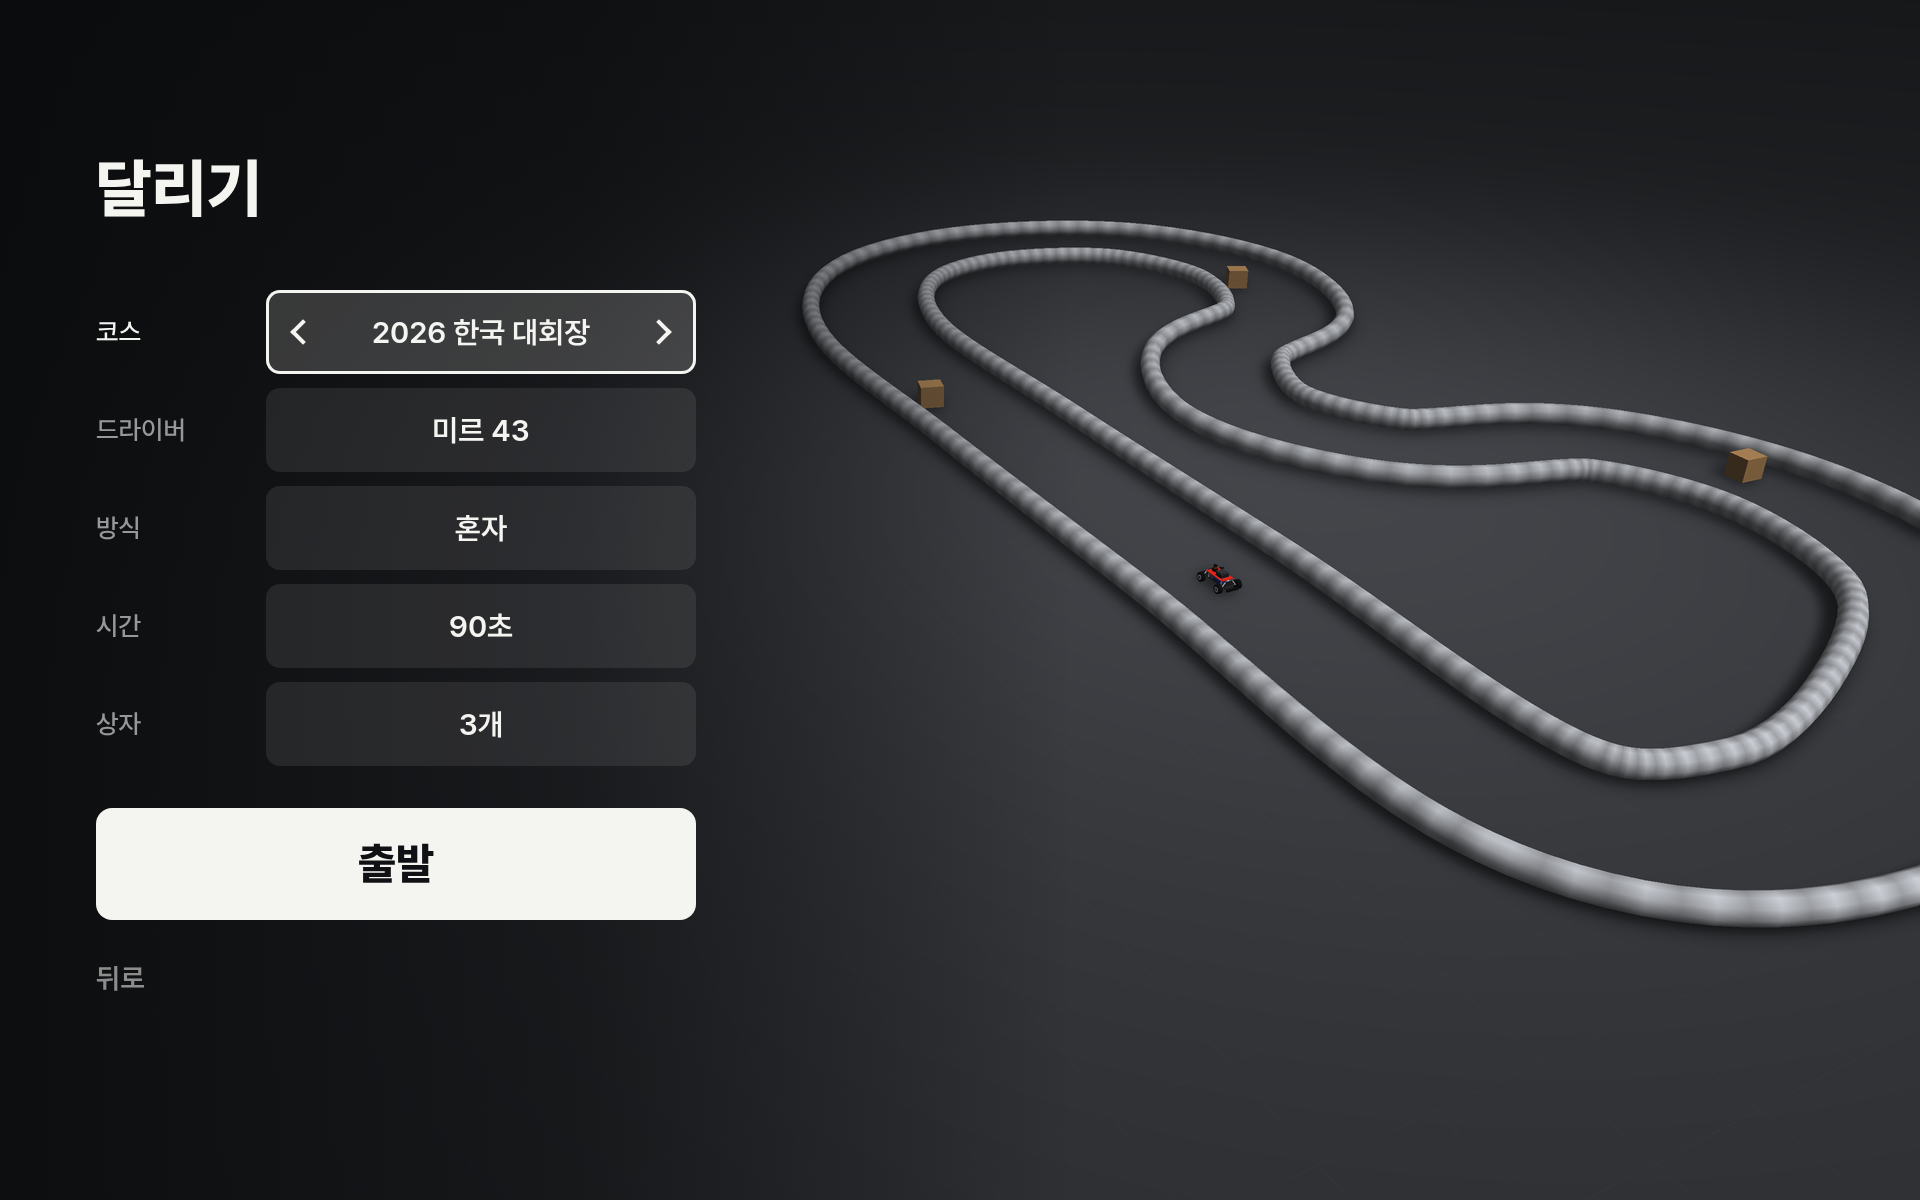 달리기
코스
2026 한국 대회장
드라이버
미르 43
방식
혼자
시간
90초
상자
3개
출발
뒤로